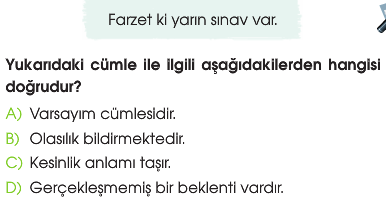 Farzet ki yarın sınav var.
Yukarıdaki cümle ile ilgili aşağıdakilerden hangisi
doğrudur?
A) Varsayım cümlesidir.
B) Olasılık bildirmektedir.
C) Kesinlik anlamı taşır.
D) Gerçekleşmemiş bir beklenti vardır.